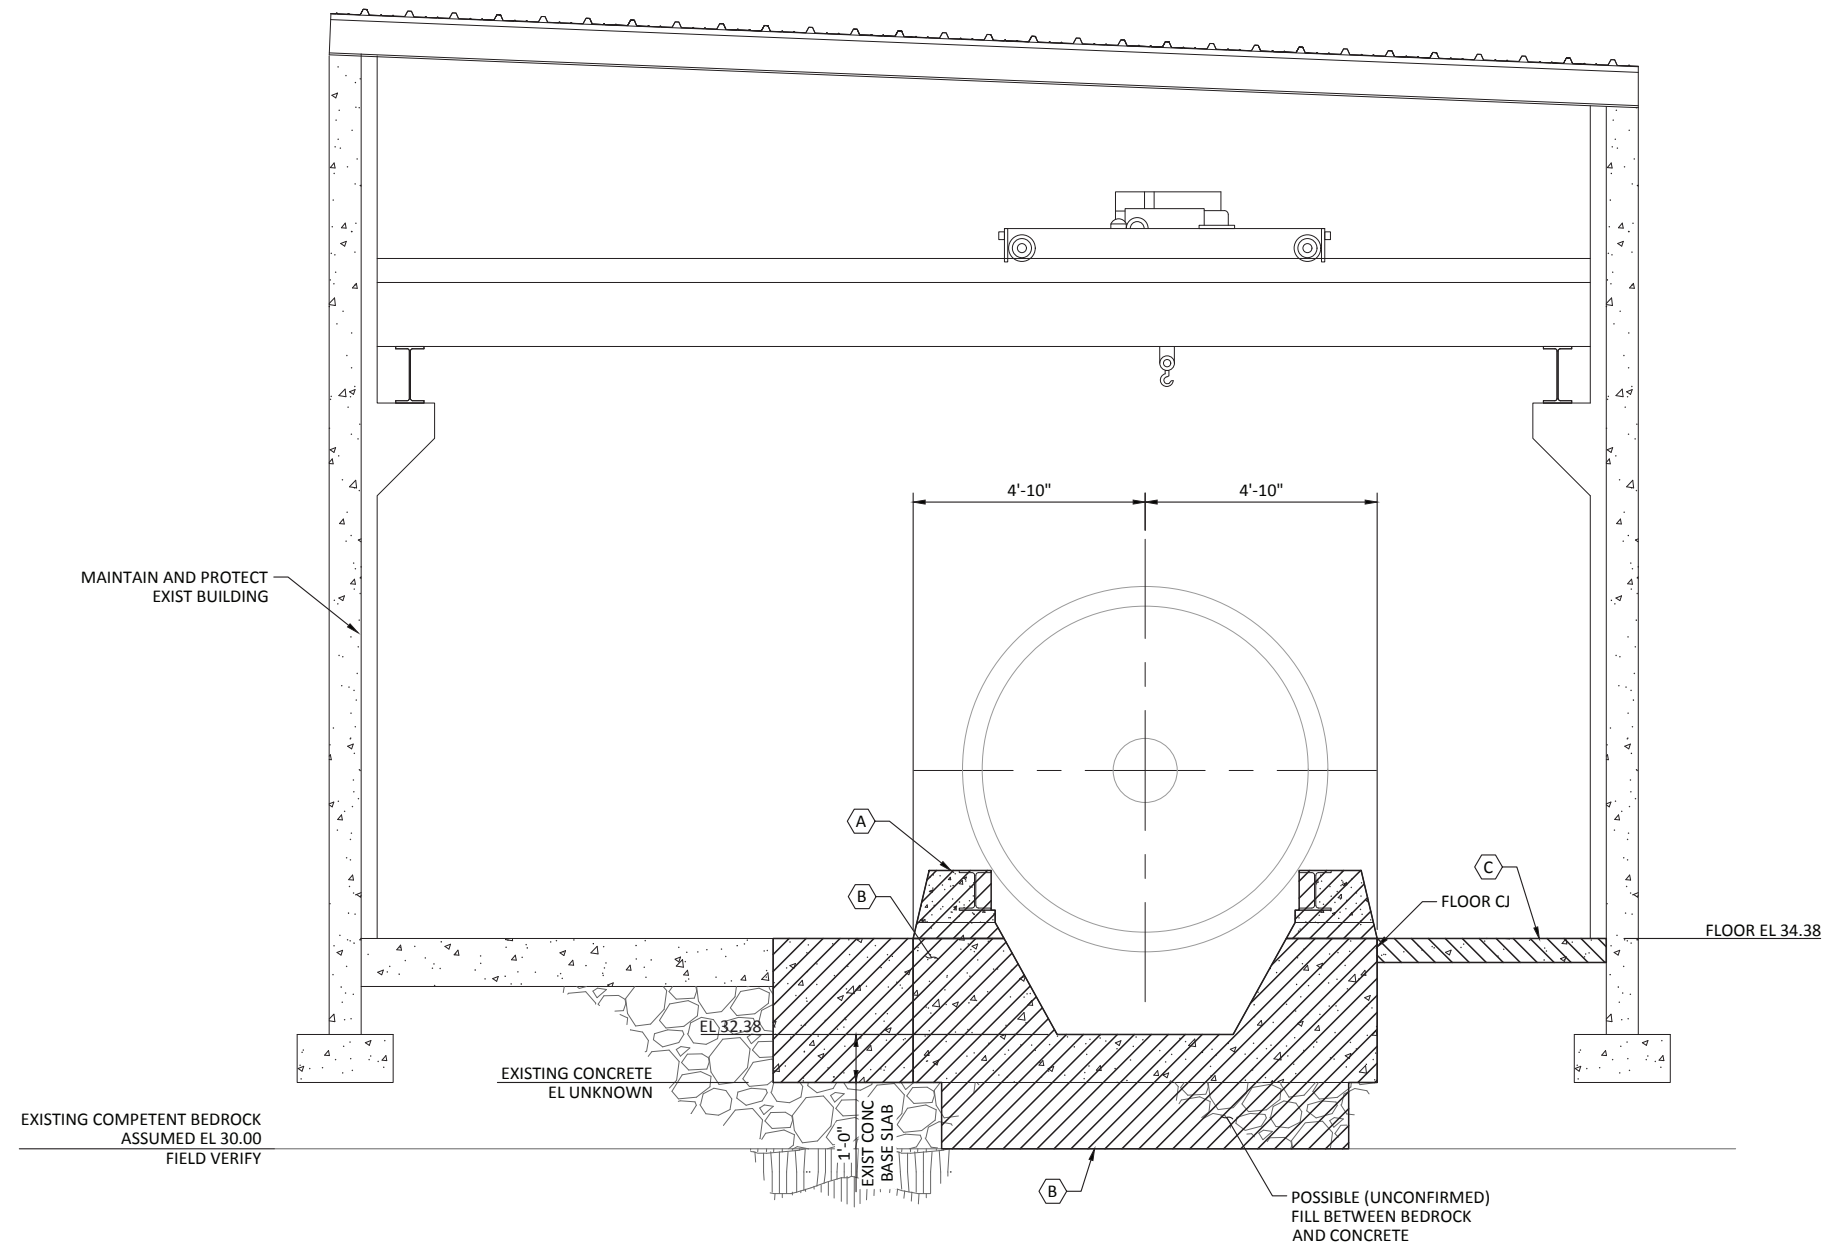 4'-10" 4'-10"
MAINTAIN AND PROTECT
EXIST BUILDING
A
B
C
FLOOR CJ
FLOOR EL 34.38
EL 32.38
EXISTING CONCRETE
EL UNKNOWN
1'-0"
EXIST CONC
BASE SLAB
EXISTING COMPETENT BEDROCK
ASSUMED EL 30.00
FIELD VERIFY
B
POSSIBLE (UNCONFIRMED)
FILL BETWEEN BEDROCK
AND CONCRETE